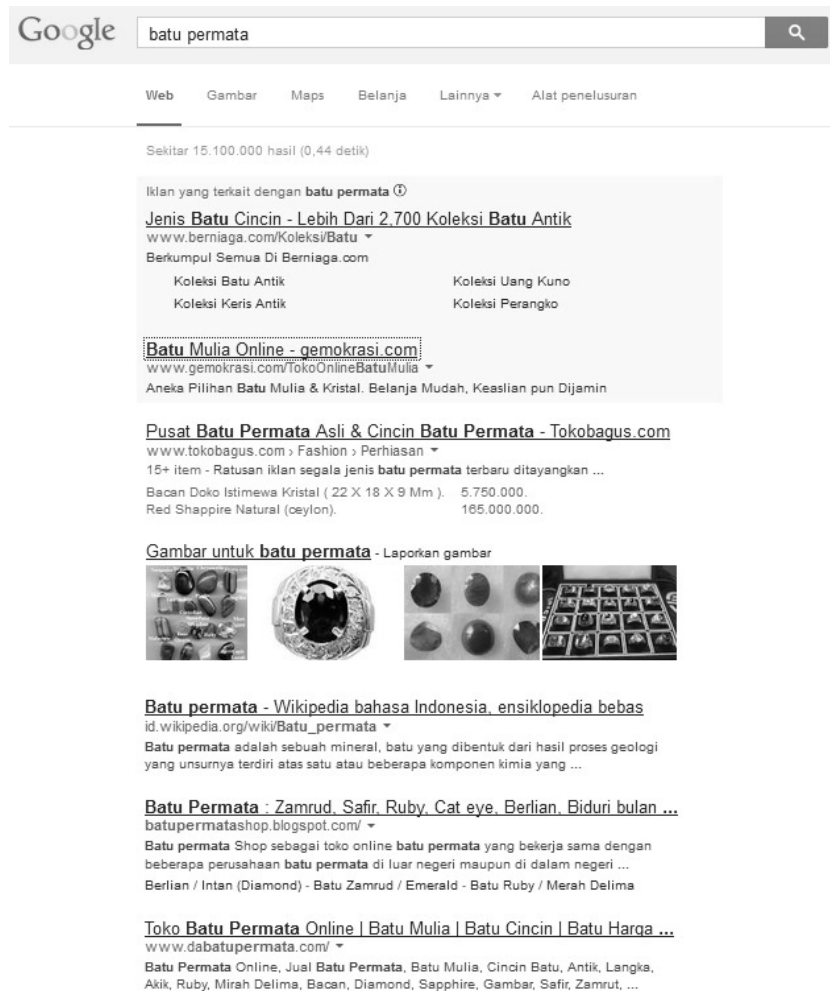 Google batu permata
Web Gambar Maps Belanja Lainnya Alat penelusuran
Sekitar 15.100.000 hasil (0,44 detik)
Iklan yang terkait dengan batu permata
Jenis Batu Cincin - Lebih Dari 2,700 Koleksi Batu Antik
www.berniaga.com/Koleksi/Batu
Berkumpul Semua Di Berniaga.com
Koleksi Batu Antik Koleksi Uang Kuno
Koleksi Keris Antik Koleksi Perangko
Batu Mulia Online - gemokrasi.com
www.gemokrasi.com/TokoOnlineBatuMulia
Aneka Pilihan Batu Mulia & Kristal. Belanja Mudah, Keaslian pun Dijamin
Pusat Batu Permata Asli & Cincin Batu Permata - Tokobagus.com
www.tokobagus.com › Fashion › Perhiasan
15+ item - Ratusan iklan segala jenis batu permata terbaru ditayangkan ...
Bacan Doko Istimewa Kristal ( 22 X 18 X 9 Mm ). 5.750.000.
Red Shappire Natural (ceylon). 165.000.000.
Gambar untuk batu permata - Laporkan gambar
Batu permata - Wikipedia bahasa Indonesia, ensiklopedia bebas
id.wikipedia.org/wiki/Batu_permata
Batu permata adalah sebuah mineral, batu yang dibentuk dari hasil proses geologi
yang unsurnya terdiri atas satu atau beberapa komponen kimia yang ...
Batu Permata : Zamrud, Safir, Ruby, Cat eye, Berlian, Biduri bulan ...
batupermatashop.blogspot.com/
Batu permata Shop sebagai toko online batu permata yang bekerja sama dengan
beberapa perusahaan batu permata di luar negeri maupun di dalam negeri ...
Berlian / Intan (Diamond) - Batu Zamrud / Emerald - Batu Ruby / Merah Delima
Toko Batu Permata Online | Batu Mulia | Batu Cincin | Batu Harga ...
www.dabatupermata.com/
Batu Permata Online, Jual Batu Permata, Batu Mulia, Cincin Batu, Antik, Langka,
Akik, Ruby, Mirah Delima, Bacan, Diamond, Sapphire, Gambar, Safir, Zamrut, ...